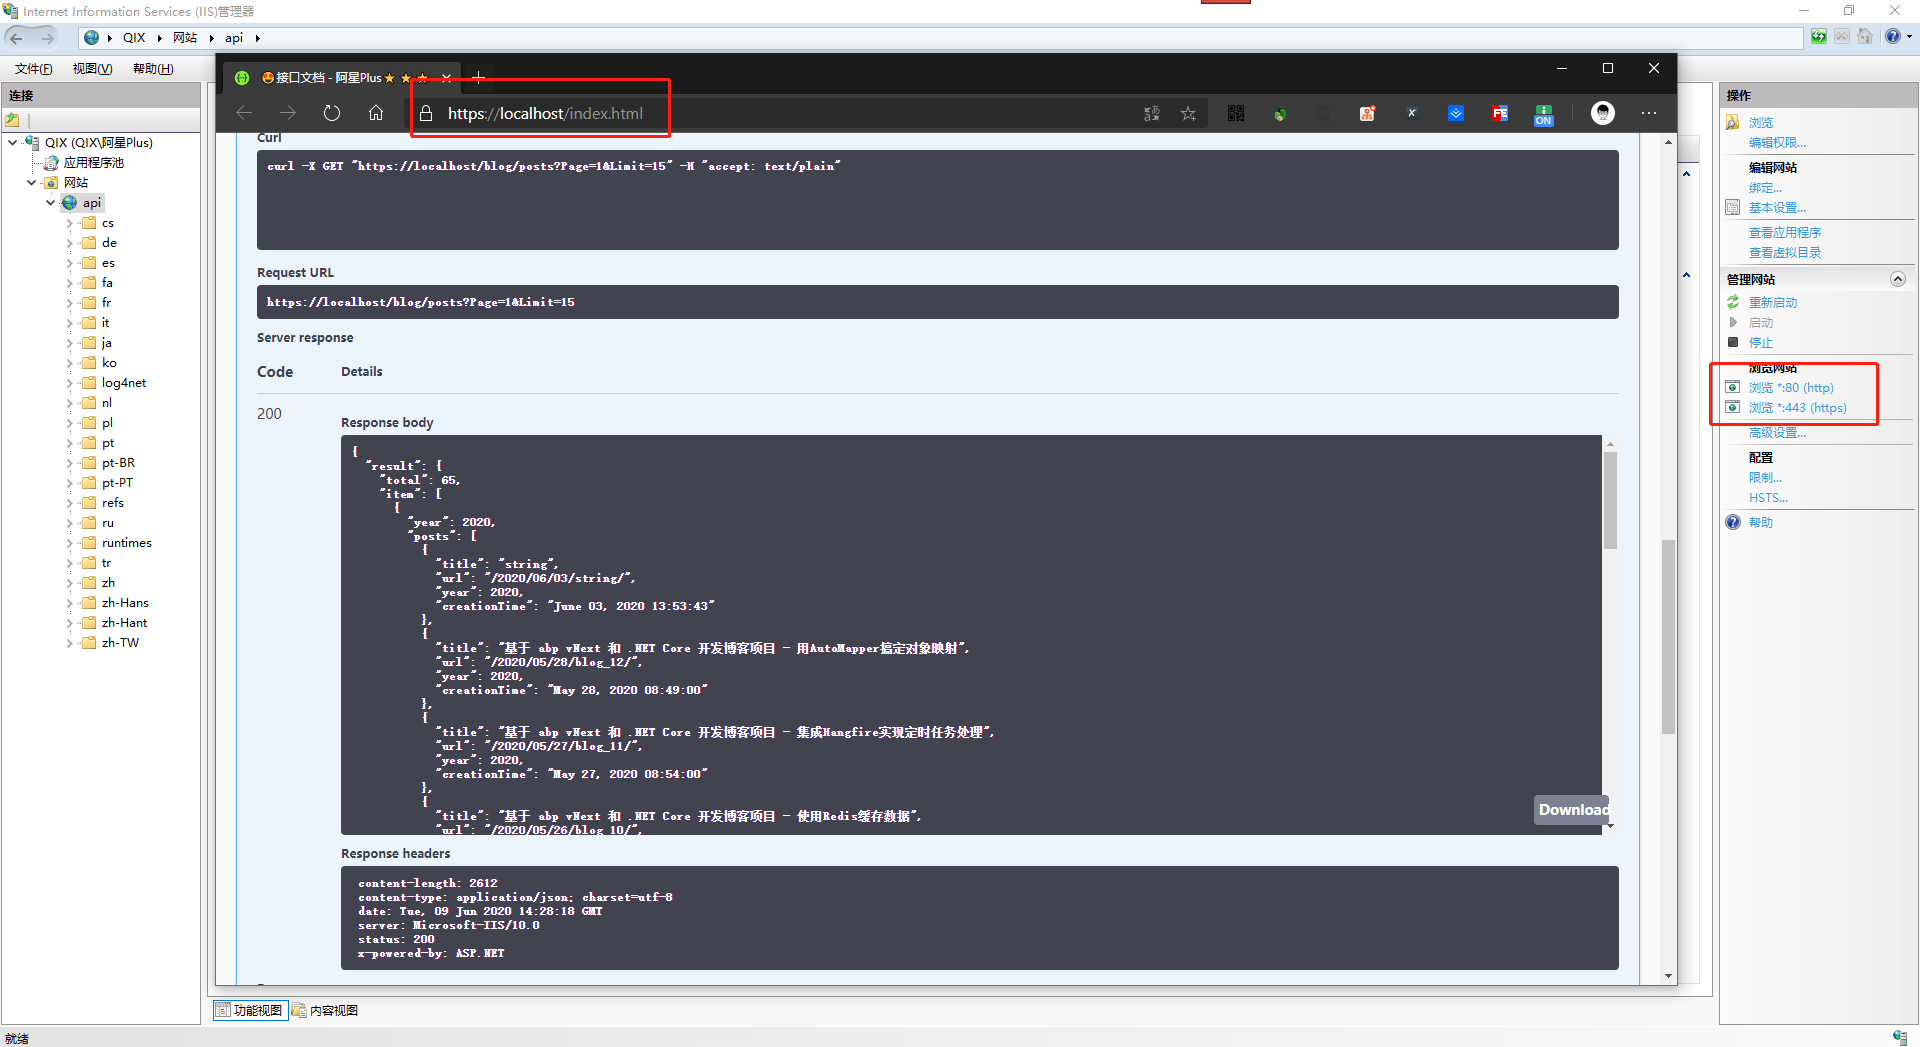 Internet Information Services (IIS)管理器
QIX
网站
api
文件(F) 视图(V) 帮助(H)
连接
QIX (QIX\阿星Plus)
应用程序池
网站
api
cs
de
es
fa
fr
it
ja
ko
log4net
nl
pl
pt
pt-BR
pt-PT
refs
ru
runtimes
tr
zh
zh-Hans
zh-Hant
zh-TW
接口文档 - 阿星Plus
https://localhost/index.html
FE
ON
Curl
curl -X GET "https://localhost/blog/posts?Page=1&Limit=15" -H "accept: text/plain"
Request URL
https://localhost/blog/posts?Page=1&Limit=15
Server response
Code Details
200
Response body
{
"result": {
"total": 65,
"item": [
{
"year": 2020,
"posts": [
{
"title": "string",
"url": "/2020/06/03/string/",
"year": 2020,
"creationTime": "June 03, 2020 13:53:43"
},
{
"title": "基于 abp vNext 和 .NET Core 开发博客项目 - 用AutoMapper搞定对象映射",
"url": "/2020/05/28/blog_12/",
"year": 2020,
"creationTime": "May 28, 2020 08:49:00"
},
{
"title": "基于 abp vNext 和 .NET Core 开发博客项目 - 集成Hangfire实现定时任务处理",
"url": "/2020/05/27/blog_11/",
"year": 2020,
"creationTime": "May 27, 2020 08:54:00"
},
{
"title": "基于 abp vNext 和 .NET Core 开发博客项目 - 使用Redis缓存数据",
"url": "/2020/05/26/blog_10/",
Download
Response headers
content-length: 2612
content-type: application/json; charset=utf-8
date: Tue, 09 Jun 2020 14:28:18 GMT
server: Microsoft-IIS/10.0
status: 200
x-powered-by: ASP.NET
操作
浏览
编辑权限...
编辑网站
绑定...
基本设置...
查看应用程序
查看虚拟目录
管理网站
重新启动
启动
停止
浏览网站
浏览 *:80 (http)
浏览 *:443 (https)
高级设置...
配置
限制...
HSTS...
帮助
功能视图 内容视图
就绪